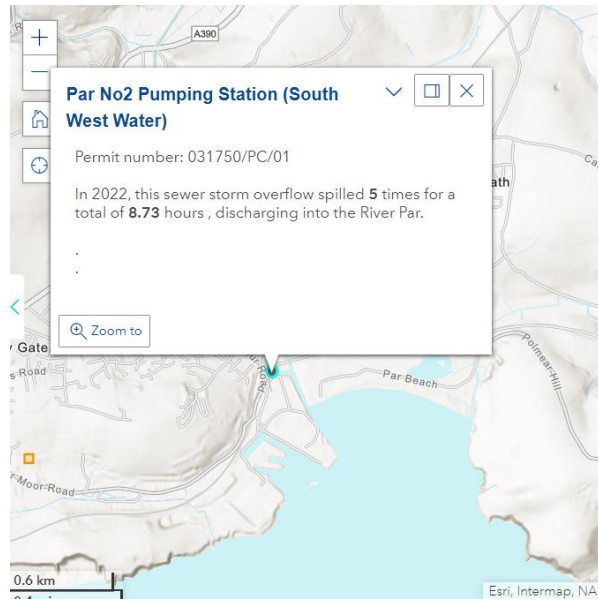 A390
Par No2 Pumping Station (South
West Water)
Permit number: 031750/PC/01
In 2022, this sewer storm overflow spilled 5 times for a
total of 8.73 hours , discharging into the River Par.
.
.
Zoom to
ath
Gate
Road
Par Beach
Polmear Hill
Moor Road
0.6 km
Esri, Intermap, NA